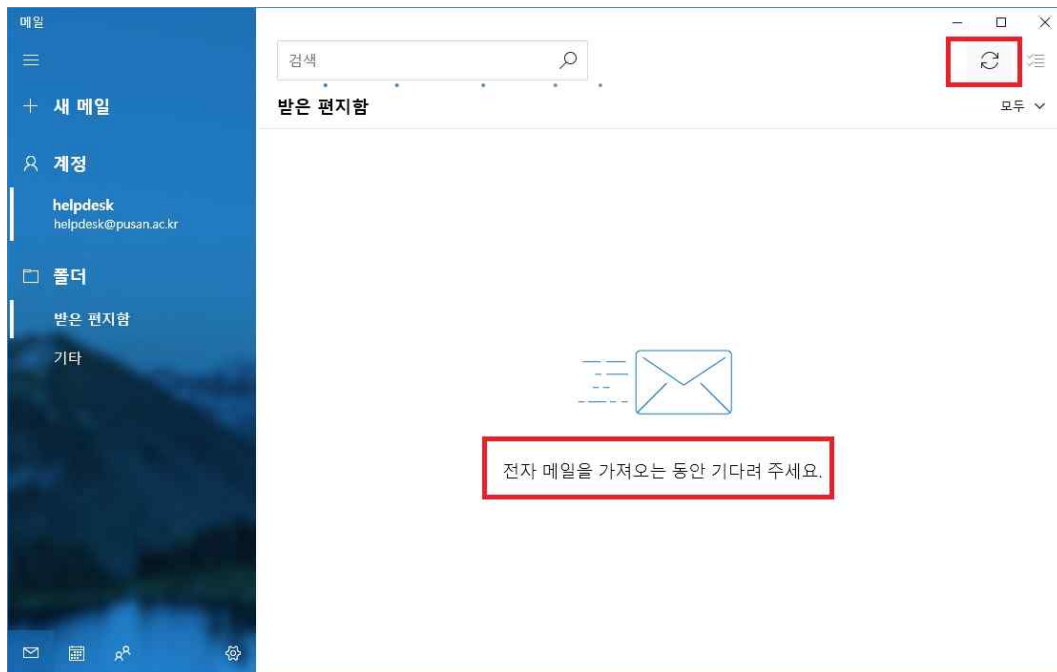 메일
검색
새 메일
받은 편지함
모두
계정
helpdesk
helpdesk@pusan.ac.kr
폴더
받은 편지함
기타
전자 메일을 가져오는 동안 기다려 주세요.